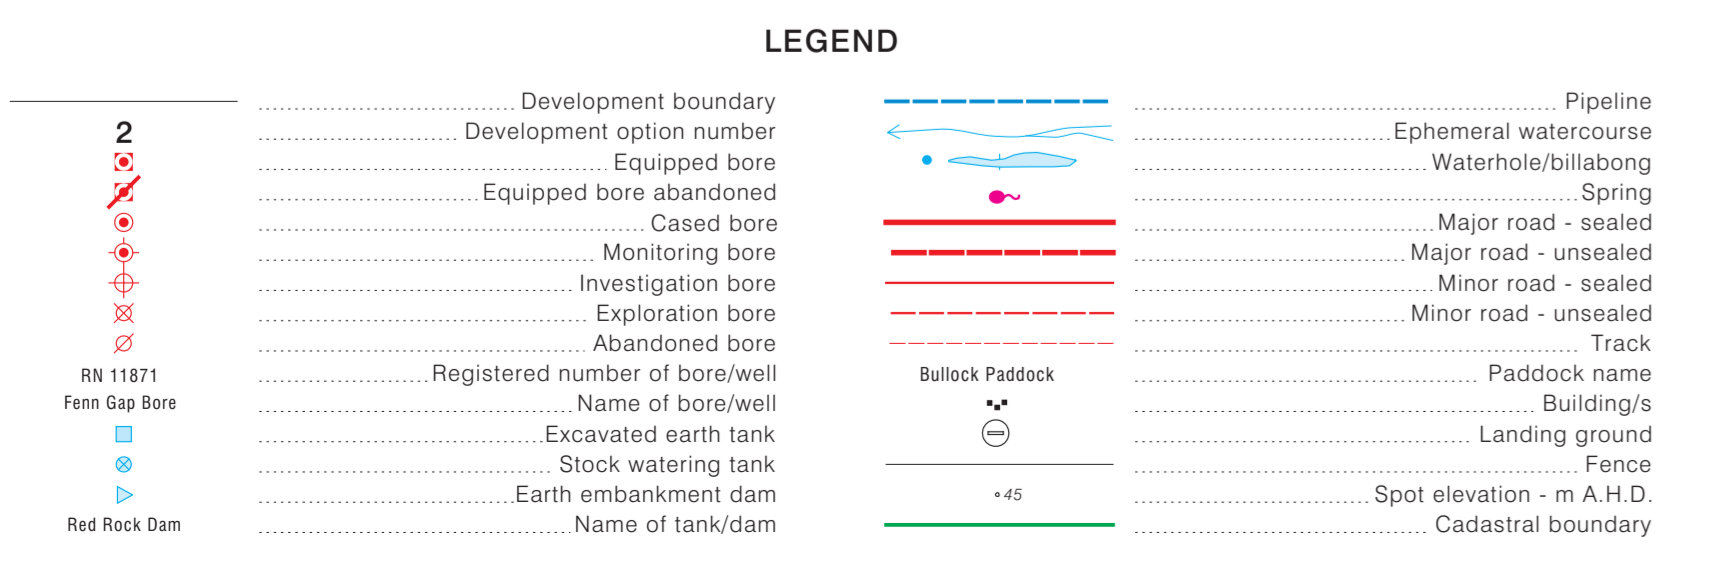 LEGEND
Development boundary
2 Development option number
Equipped bore
Equipped bore abandoned
Cased bore
Monitoring bore
Investigation bore
Exploration bore
Abandoned bore
RN 11871 Registered number of bore/well
Fenn Gap Bore Name of bore/well
Excavated earth tank
Stock watering tank
Earth embankment dam
Red Rock Dam Name of tank/dam
Pipeline
Ephemeral watercourse
Waterhole/billabong
Spring
Major road - sealed
Major road - unsealed
Minor road - sealed
Minor road - unsealed
Track
Bullock Paddock Paddock name
Building/s
Landing ground
Fence
45 Spot elevation - m A.H.D.
Cadastral boundary